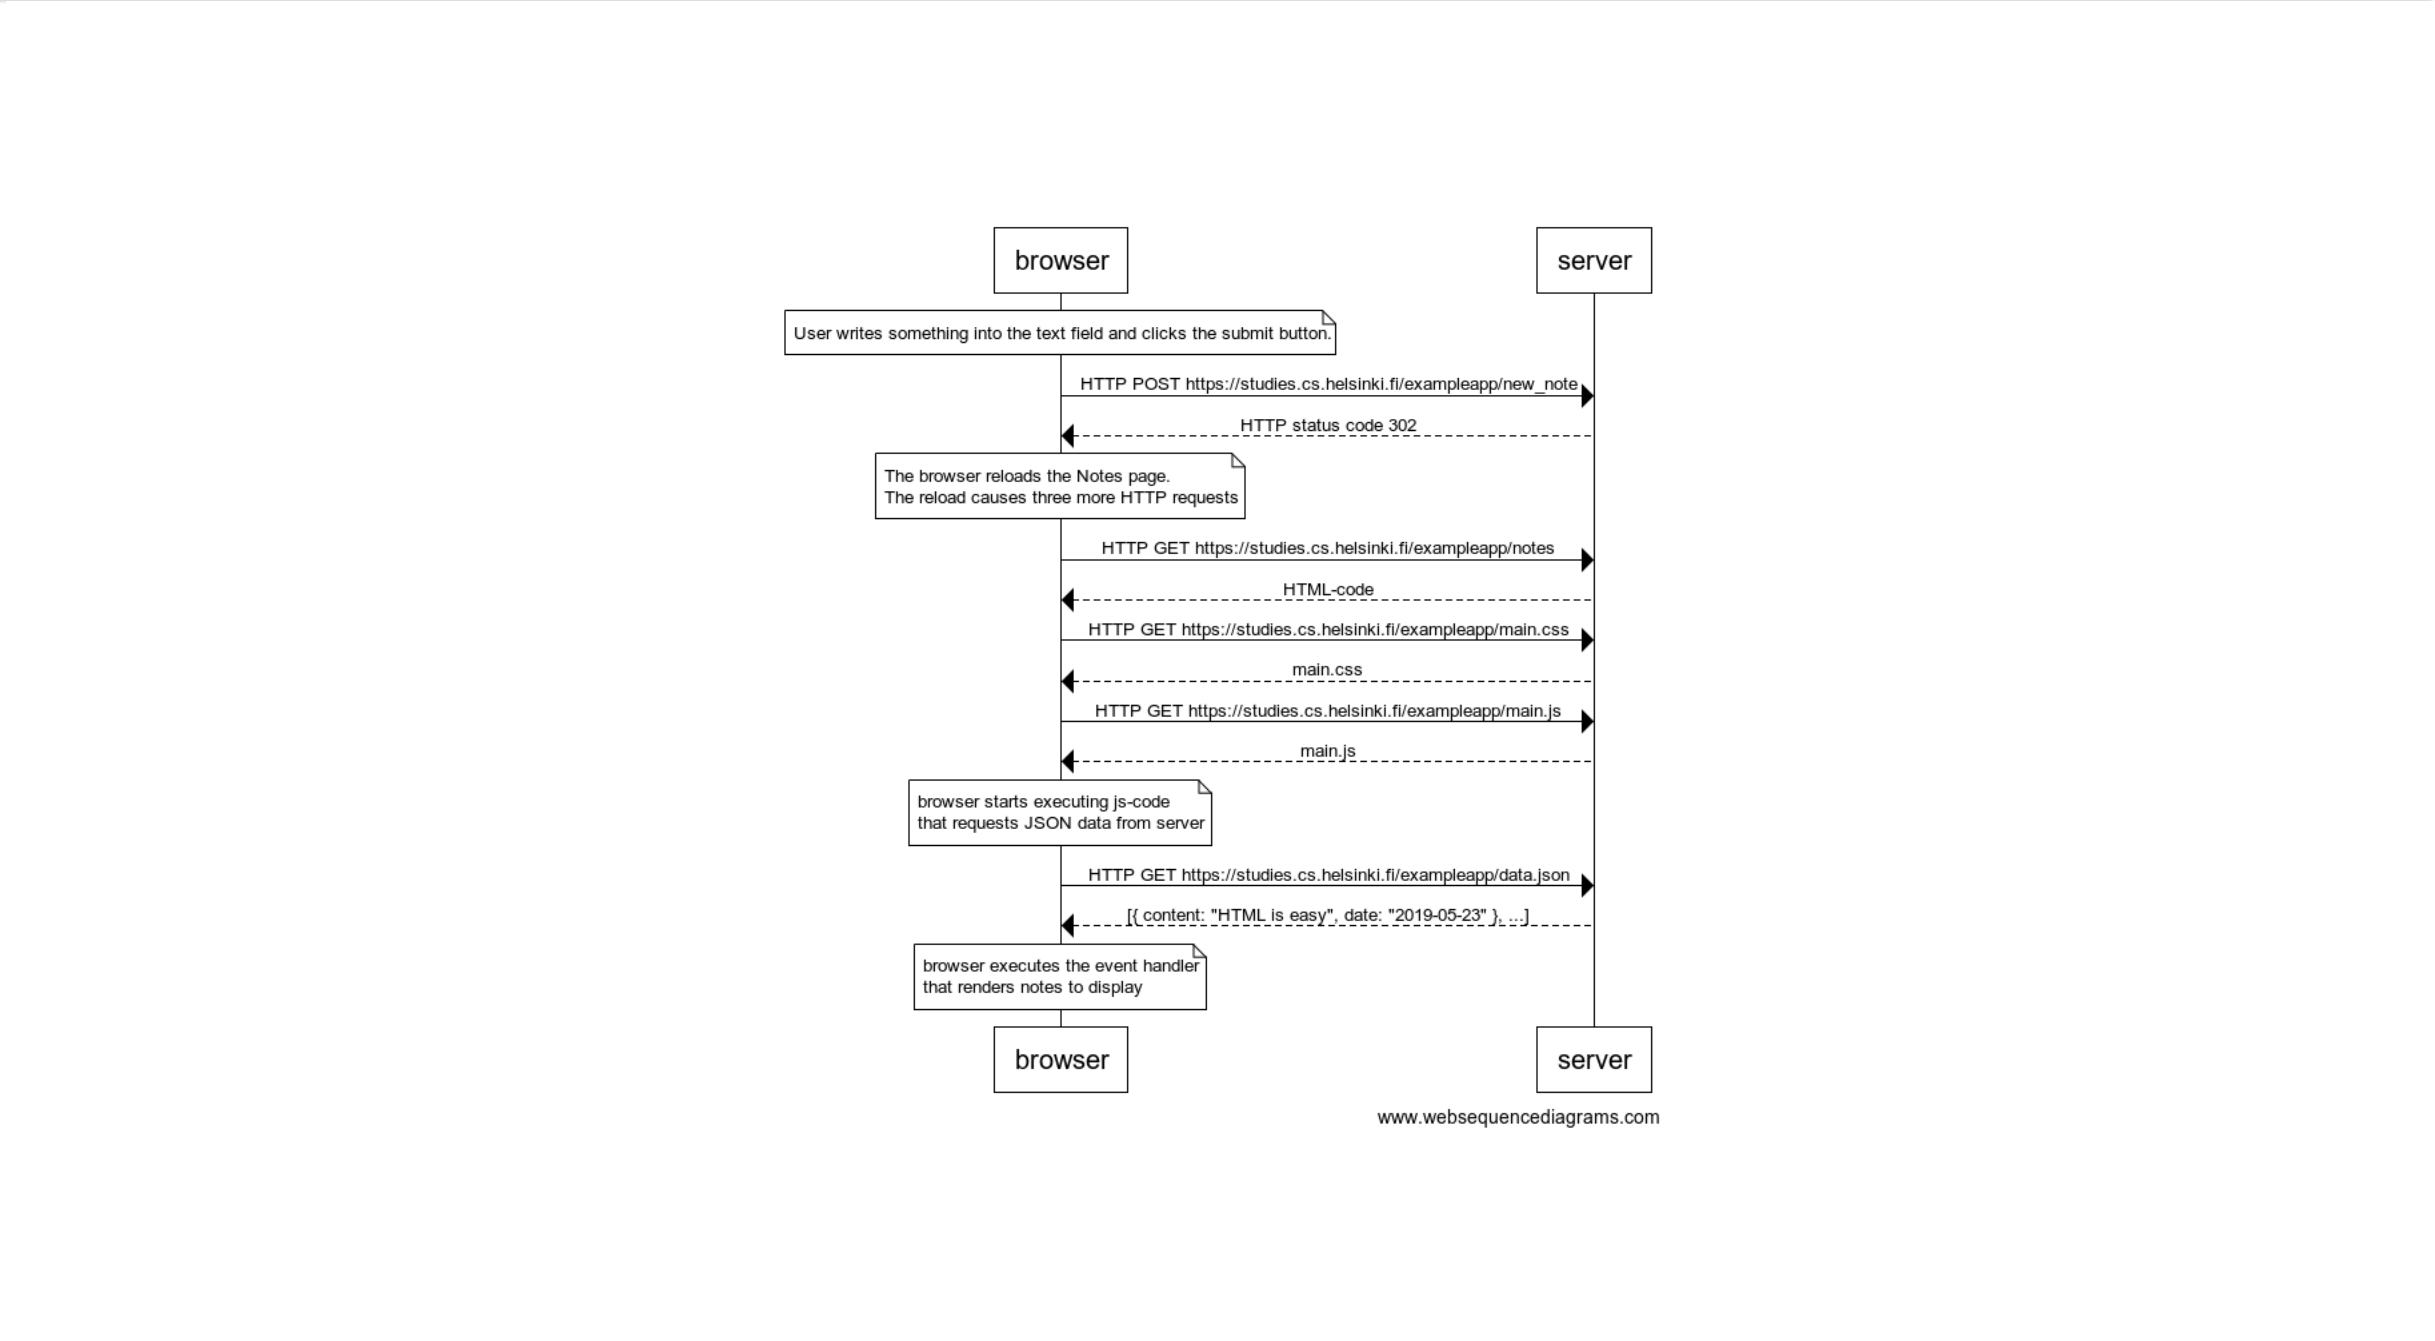 browser
server
User writes something into the text field and clicks the submit button.
HTTP POST https://studies.cs.helsinki.fi/exampleapp/new_note
HTTP status code 302
The browser reloads the Notes page.
The reload causes three more HTTP requests
HTTP GET https://studies.cs.helsinki.fi/exampleapp/notes
HTML-code
HTTP GET https://studies.cs.helsinki.fi/exampleapp/main.css
main.css
HTTP GET https://studies.cs.helsinki.fi/exampleapp/main.js
main.js
browser starts executing js-code
that requests JSON data from server
HTTP GET https://studies.cs.helsinki.fi/exampleapp/data.json
[{ content: "HTML is easy", date: "2019-05-23" }, ...]
browser executes the event handler
that renders notes to display
browser
server
www.websequencediagrams.com